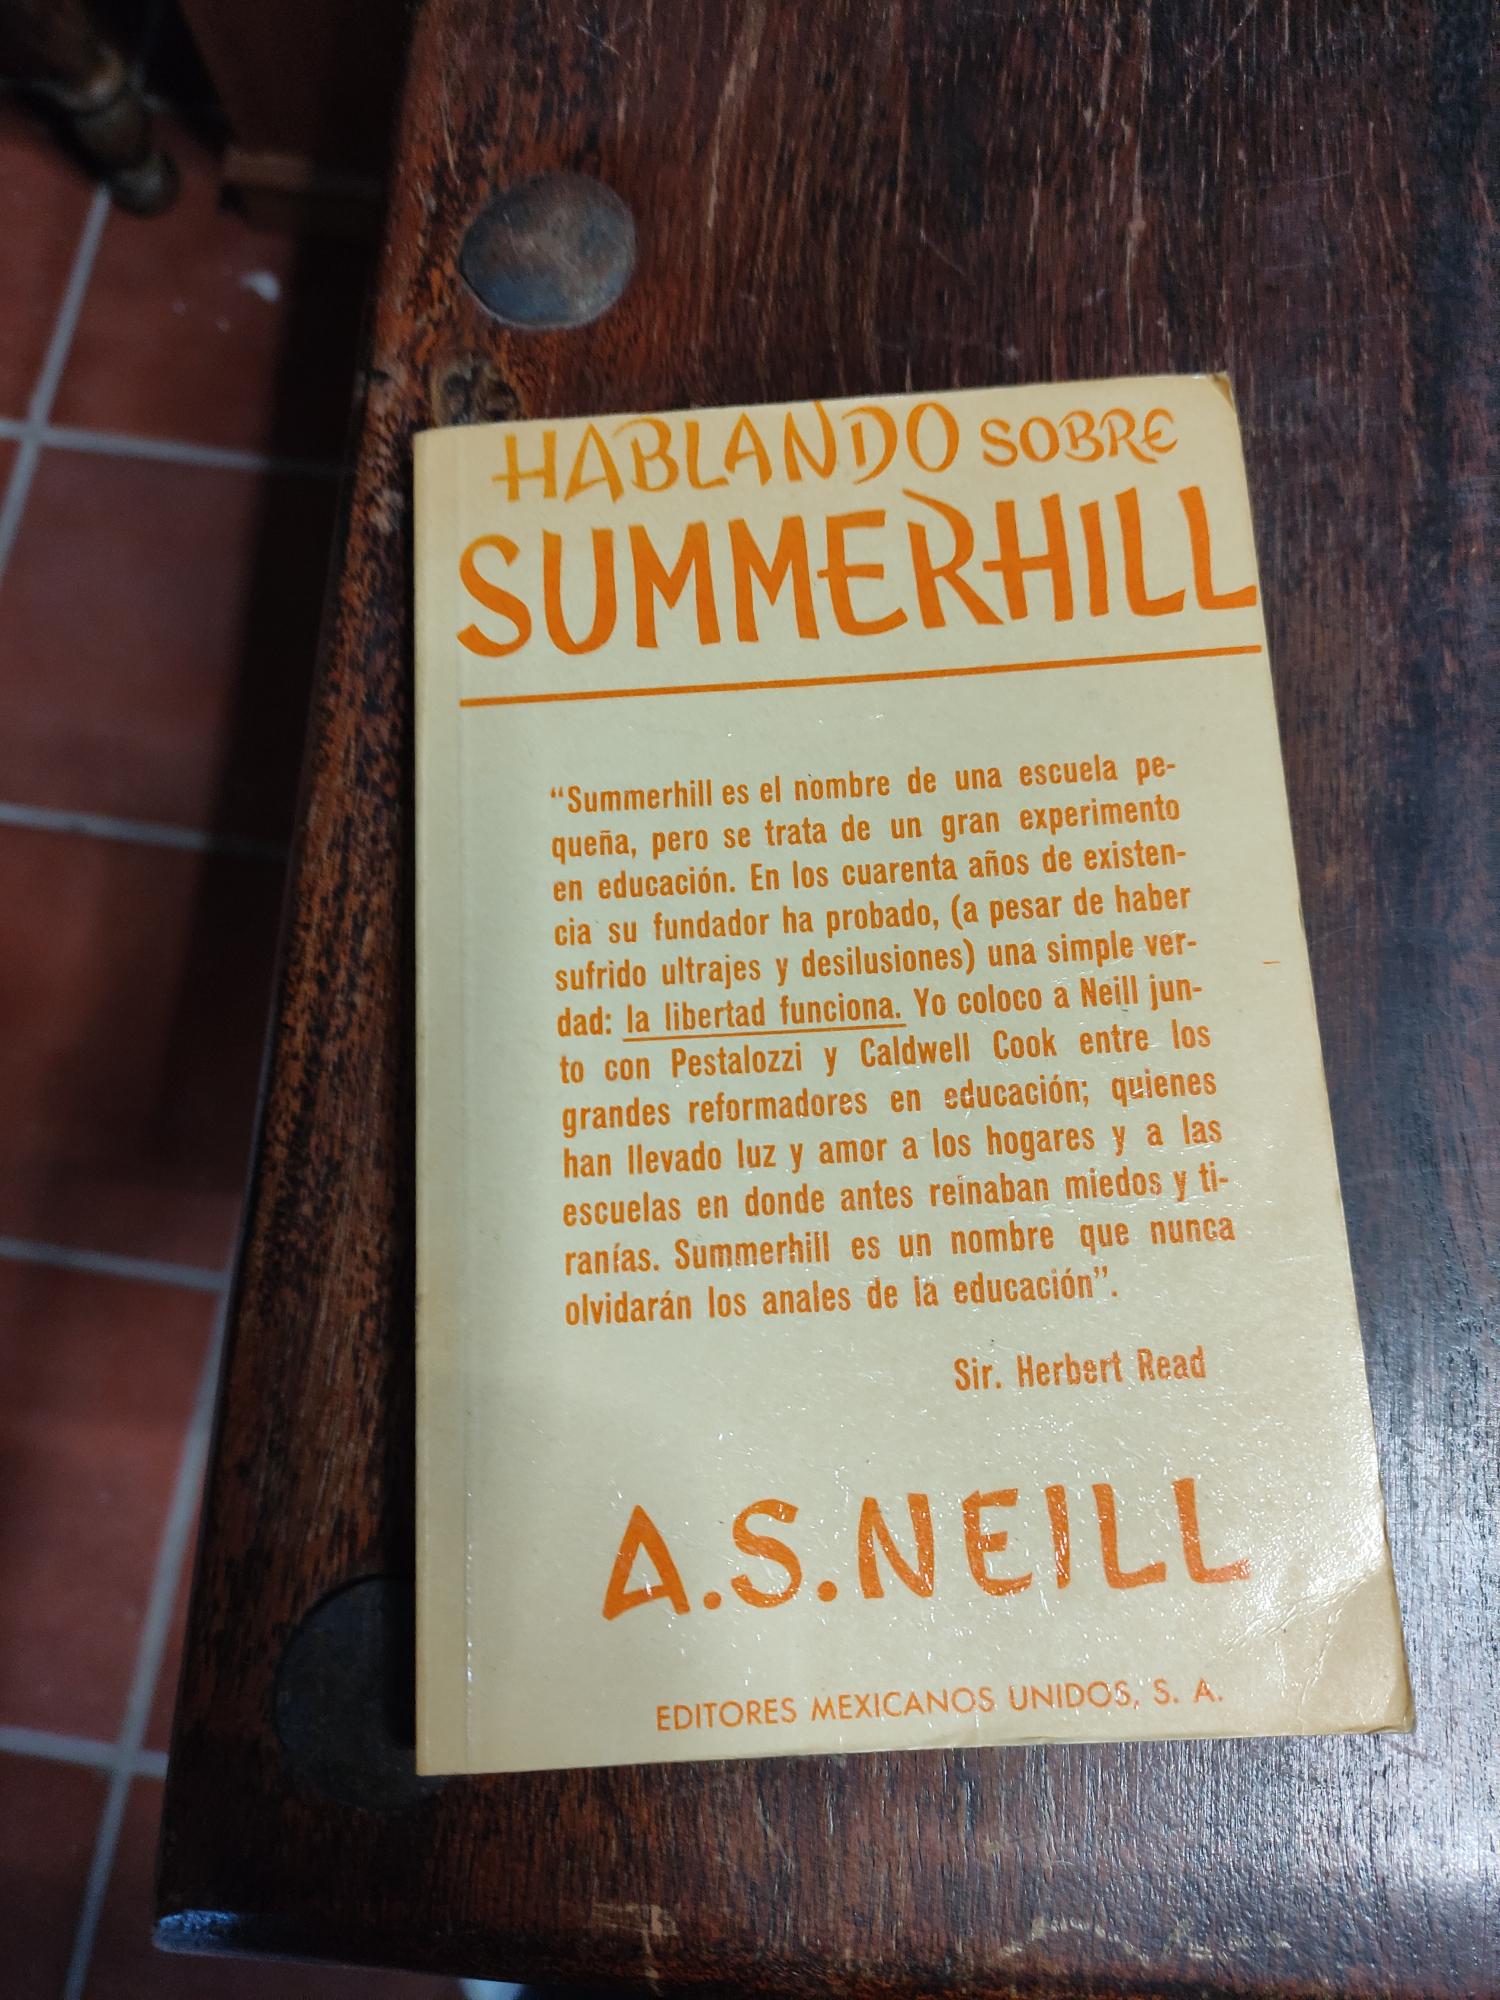 HABLANDO SOBRE
SUMMERHILL
“Summerhill es el nombre de una escuela pe-
queña, pero se trata de un gran experimento
en educación. En los cuarenta años de existen-
cia su fundador ha probado, (a pesar de haber
sufrido ultrajes y desilusiones) una simple ver-
dad: la libertad funciona. Yo coloco a Neill jun-
to con Pestalozzi y Caldwell Cook entre los
grandes reformadores en educación; quienes
han llevado luz y amor a los hogares y a las
escuelas en donde antes reinaban miedos y ti-
ranías. Summerhill es un nombre que nunca
olvidarán los anales de la educación”.
Sir. Herbert Read
A.S.NEILL
EDITORES MEXICANOS UNIDOS, S. A.